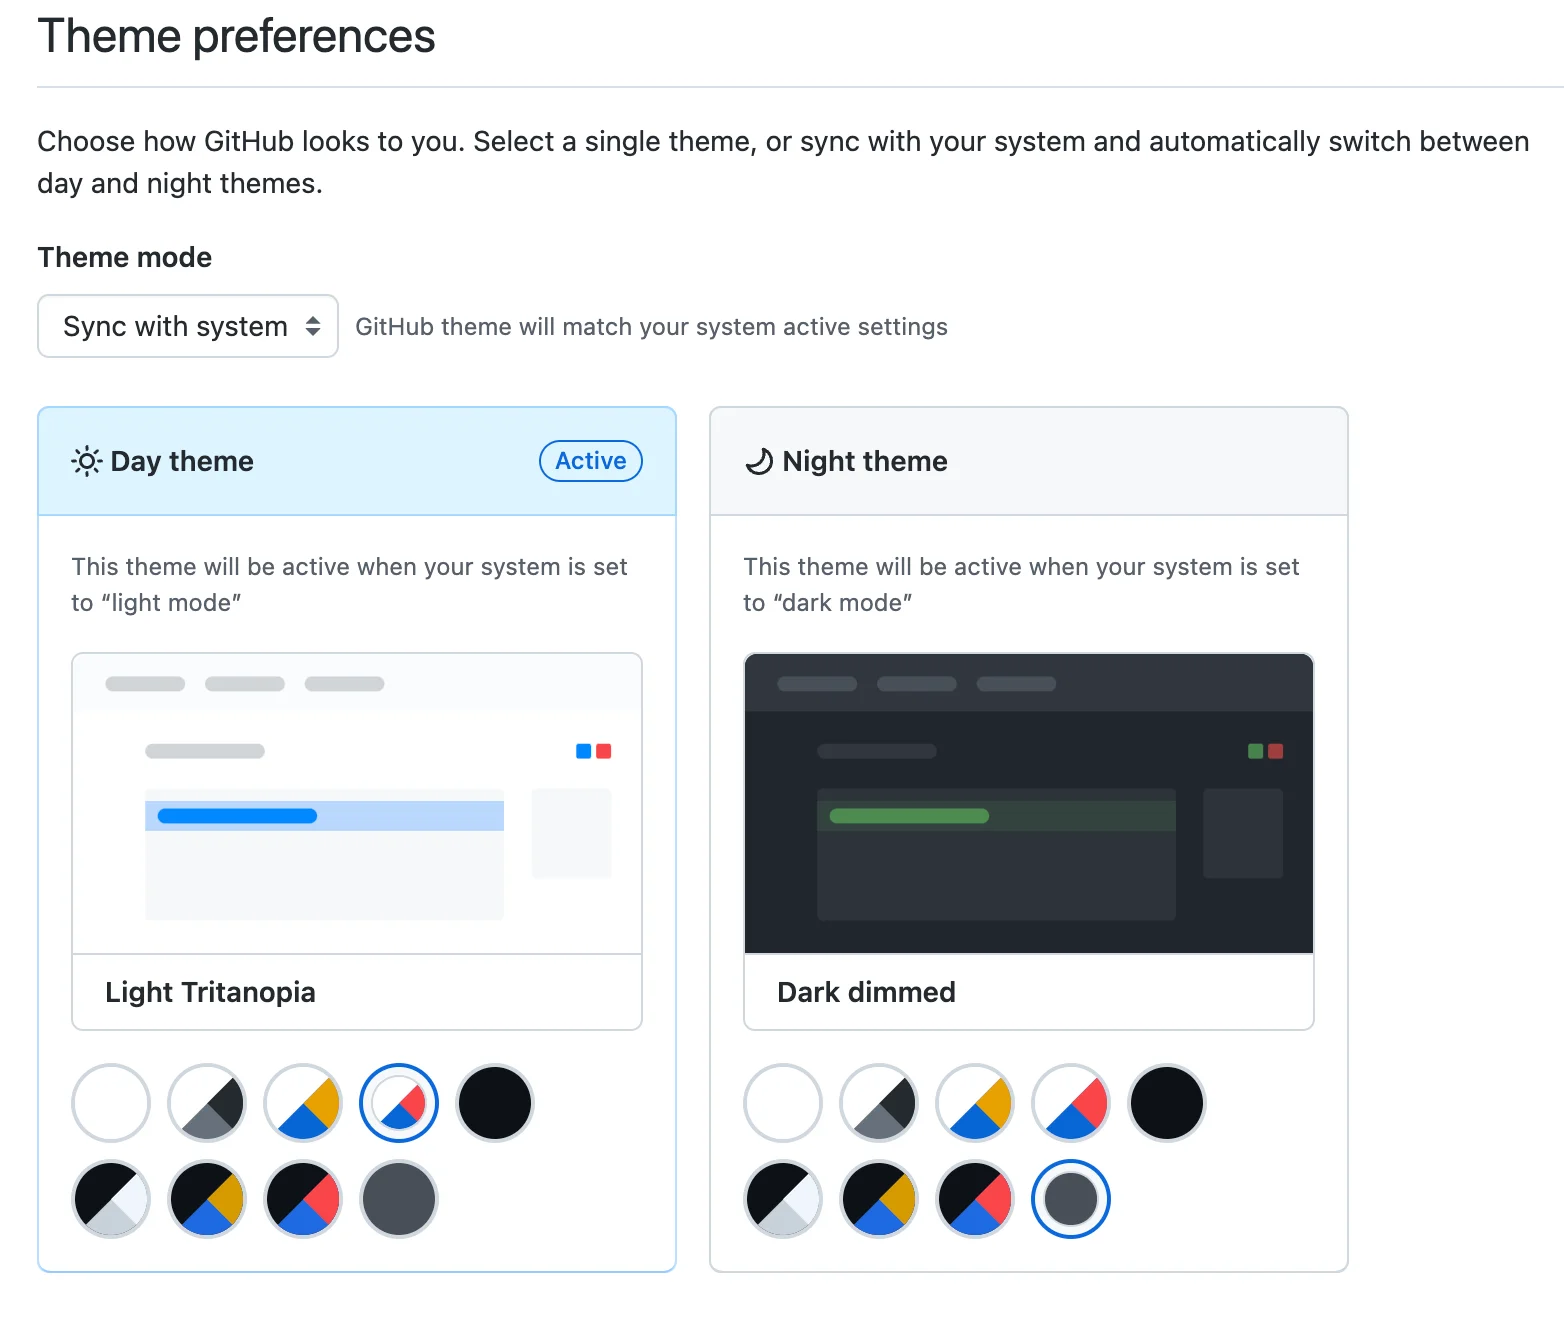 Theme preferences
Choose how GitHub looks to you. Select a single theme, or sync with your system and automatically switch between
day and night themes.
Theme mode
Sync with system
GitHub theme will match your system active settings
Day theme
Active
This theme will be active when your system is set
to “light mode”
Light Tritanopia
Night theme
This theme will be active when your system is set
to “dark mode”
Dark dimmed